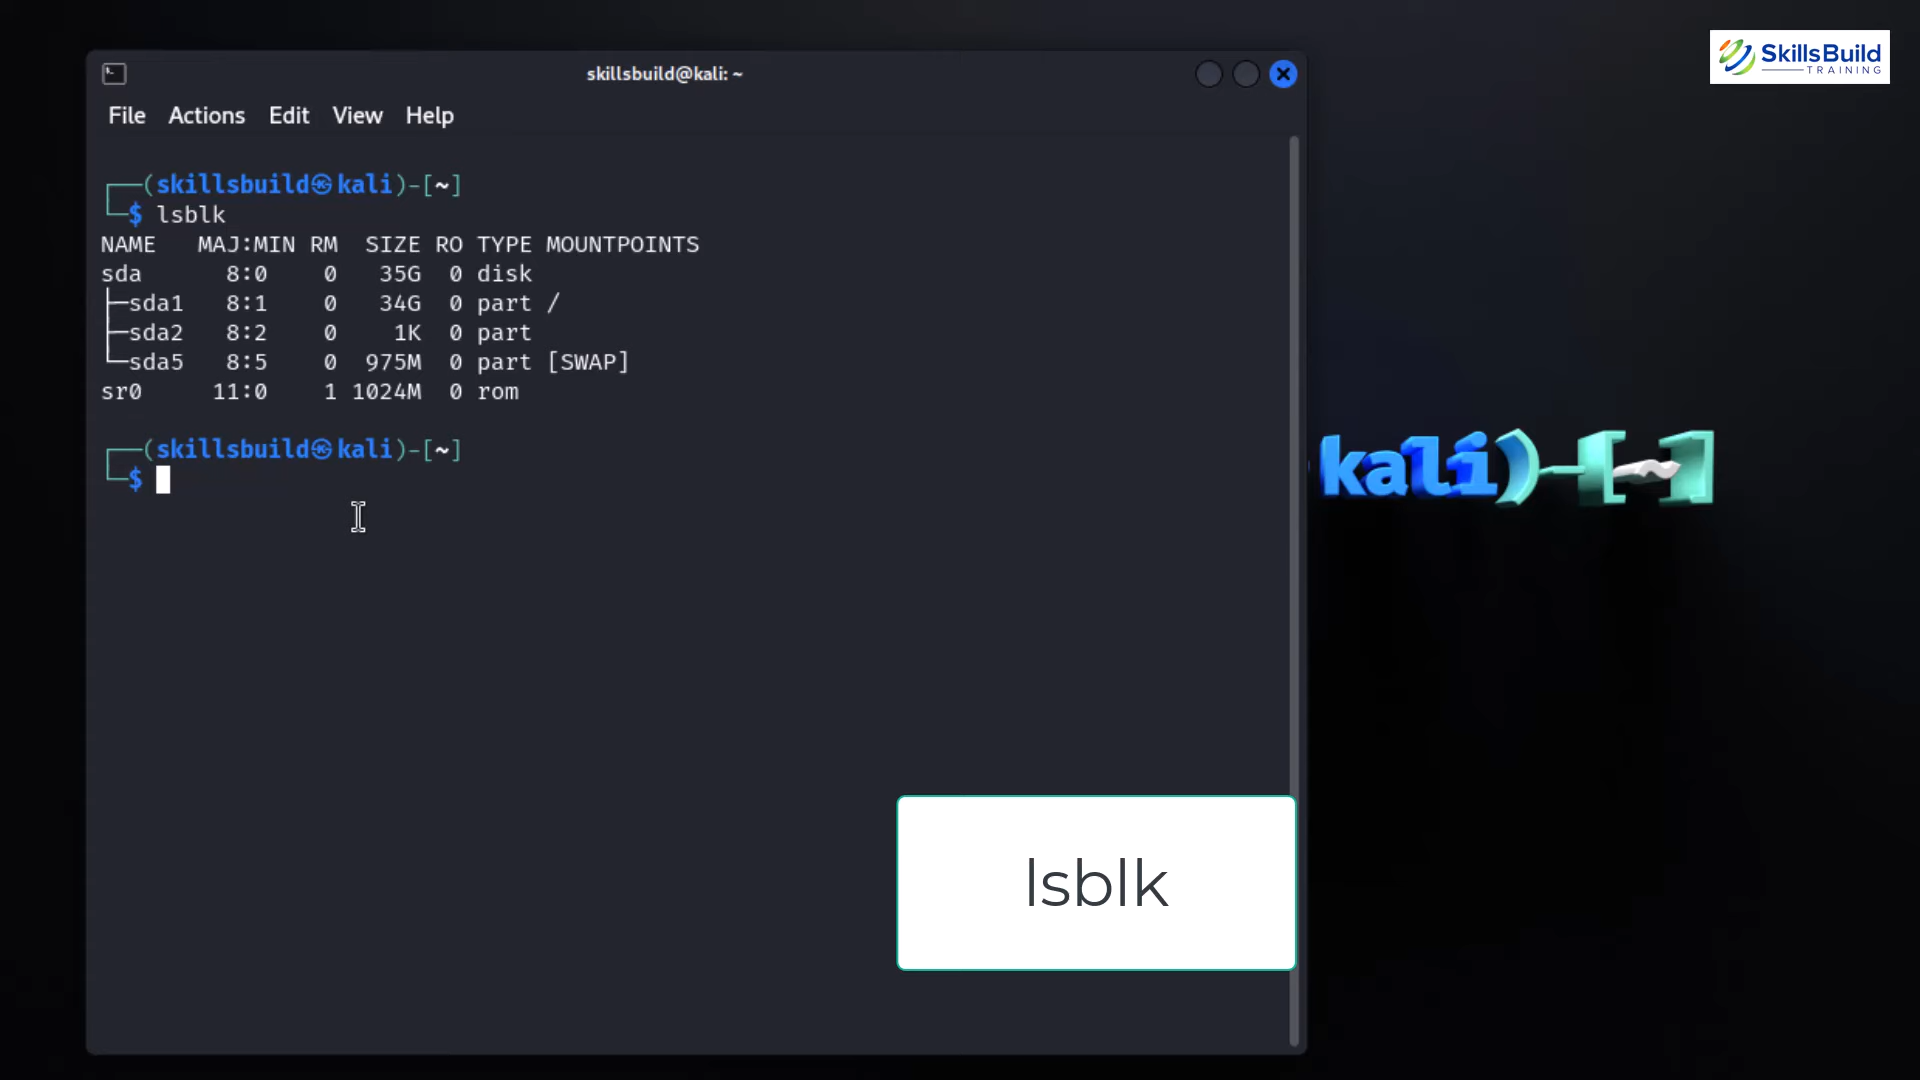 SkillsBuild
TRAINING
skillsbuild@kali: ~
File Actions Edit View Help
┌──(skillsbuild㉿kali)-[~]
└─$ lsblk
NAME   MAJ:MIN RM  SIZE RO TYPE MOUNTPOINTS
sda      8:0    0   35G  0 disk
├─sda1   8:1    0   34G  0 part /
├─sda2   8:2    0    1K  0 part
└─sda5   8:5    0  975M  0 part [SWAP]
sr0     11:0    1 1024M  0 rom
┌──(skillsbuild㉿kali)-[~]
└─$
kali)-[~]
lsblk